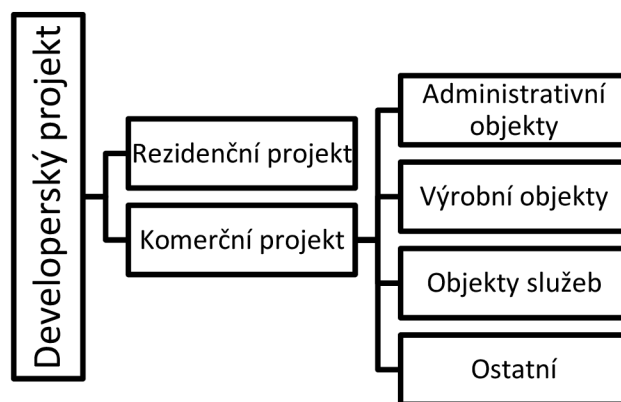 Developerský projekt
Rezidenční projekt
Komerční projekt
Administrativní
objekty
Výrobní objekty
Objekty služeb
Ostatní